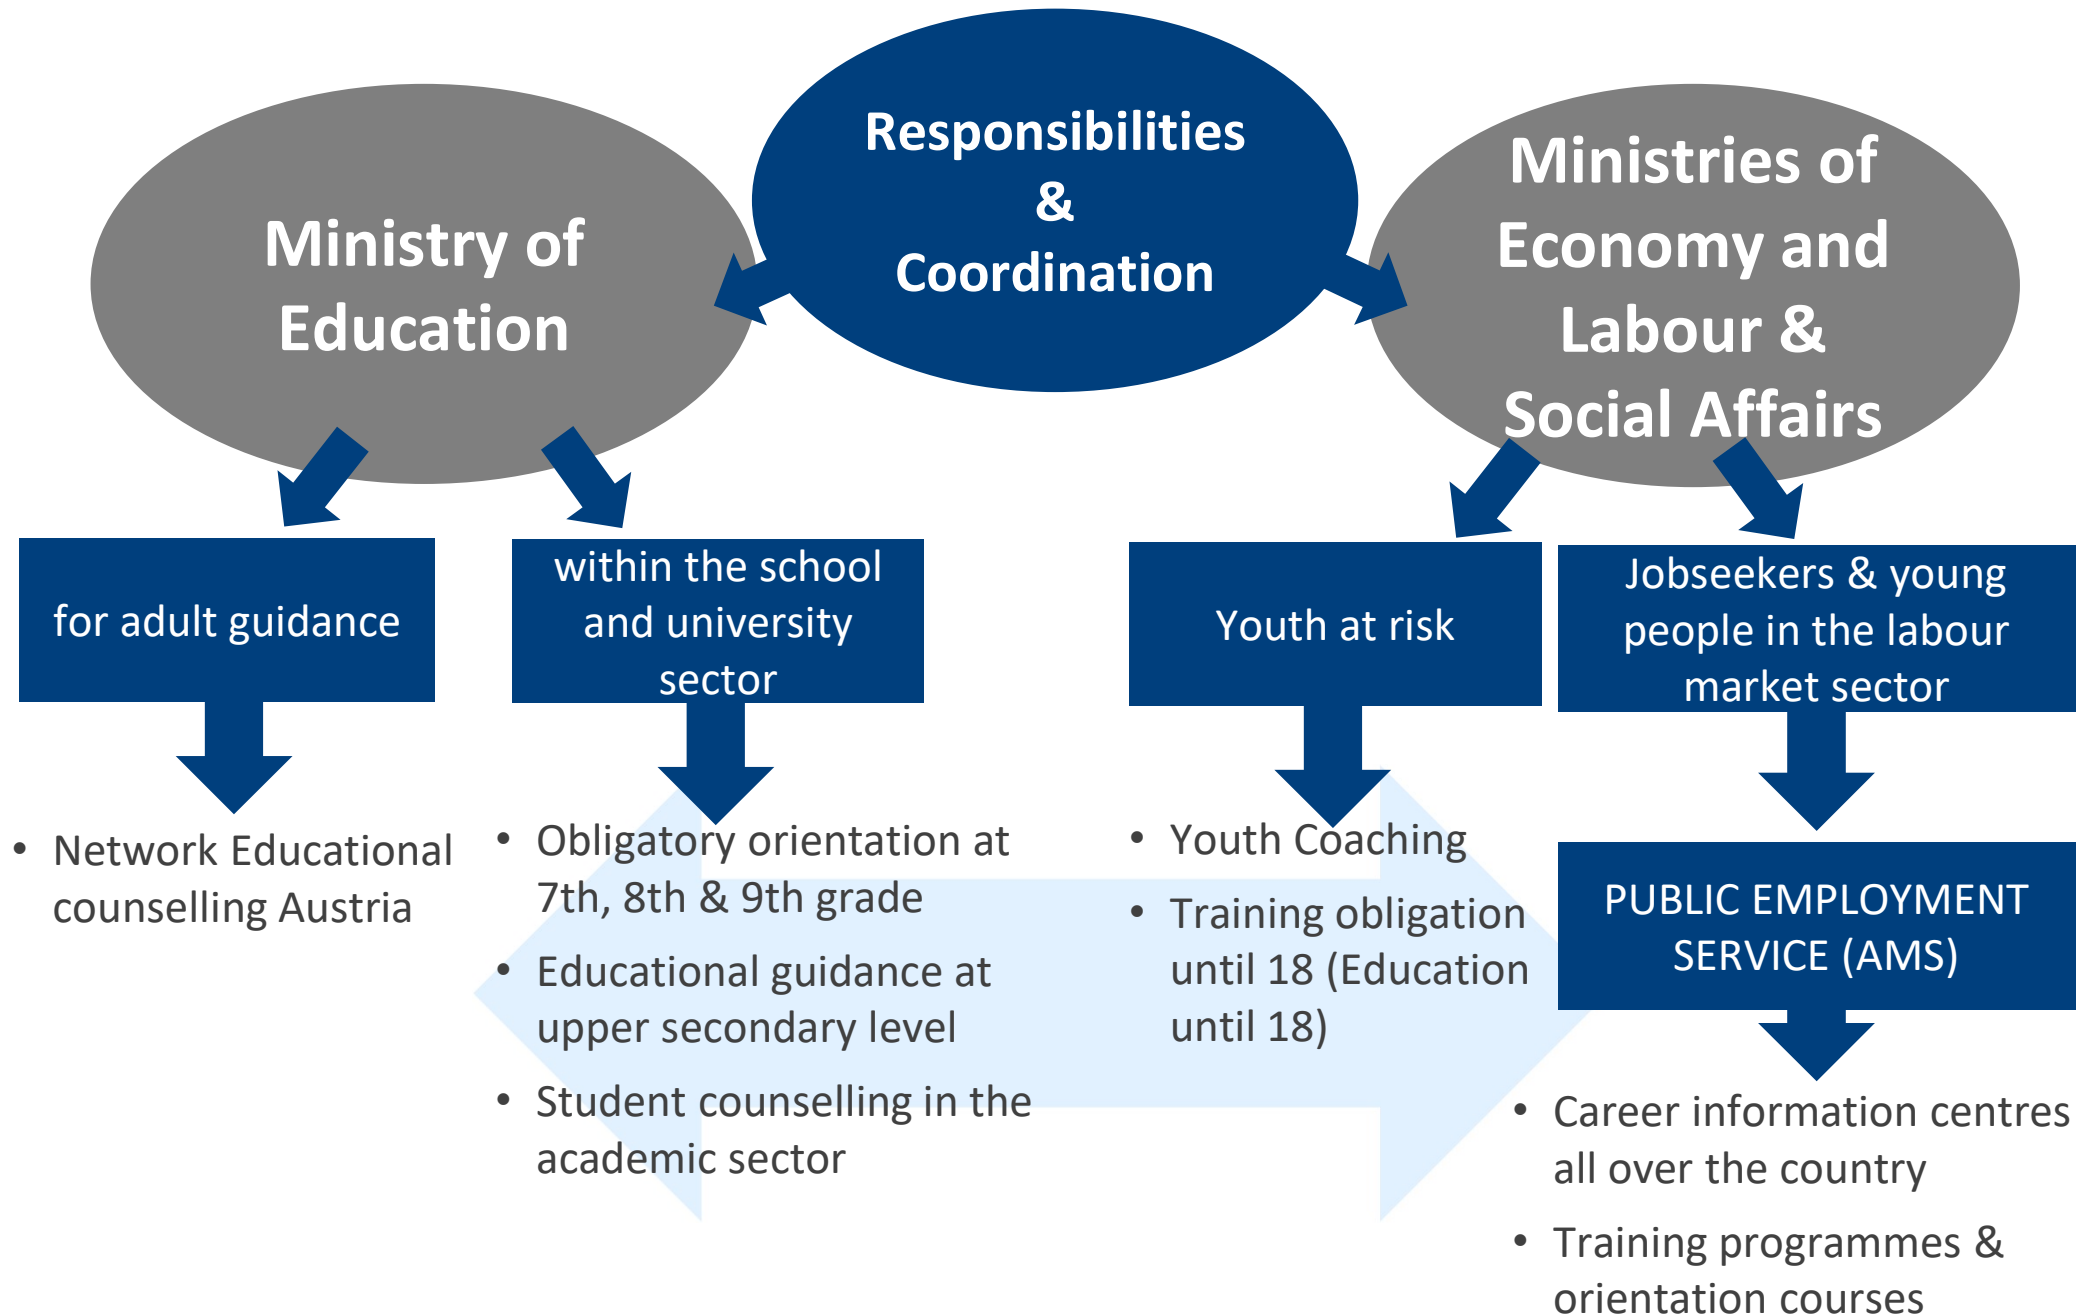 Responsibilities
&
Coordination
Ministry of
Education
Ministries of
Economy and
Labour &
Social Affairs
for adult guidance
within the school
and university
sector
Youth at risk
Jobseekers & young
people in the labour
market sector
• Network Educational
counselling Austria
• Obligatory orientation at
7th, 8th & 9th grade
• Educational guidance at
upper secondary level
• Student counselling in the
academic sector
• Youth Coaching
• Training obligation
until 18 (Education
until 18)
PUBLIC EMPLOYMENT
SERVICE (AMS)
• Career information centres
all over the country
• Training programmes &
orientation courses